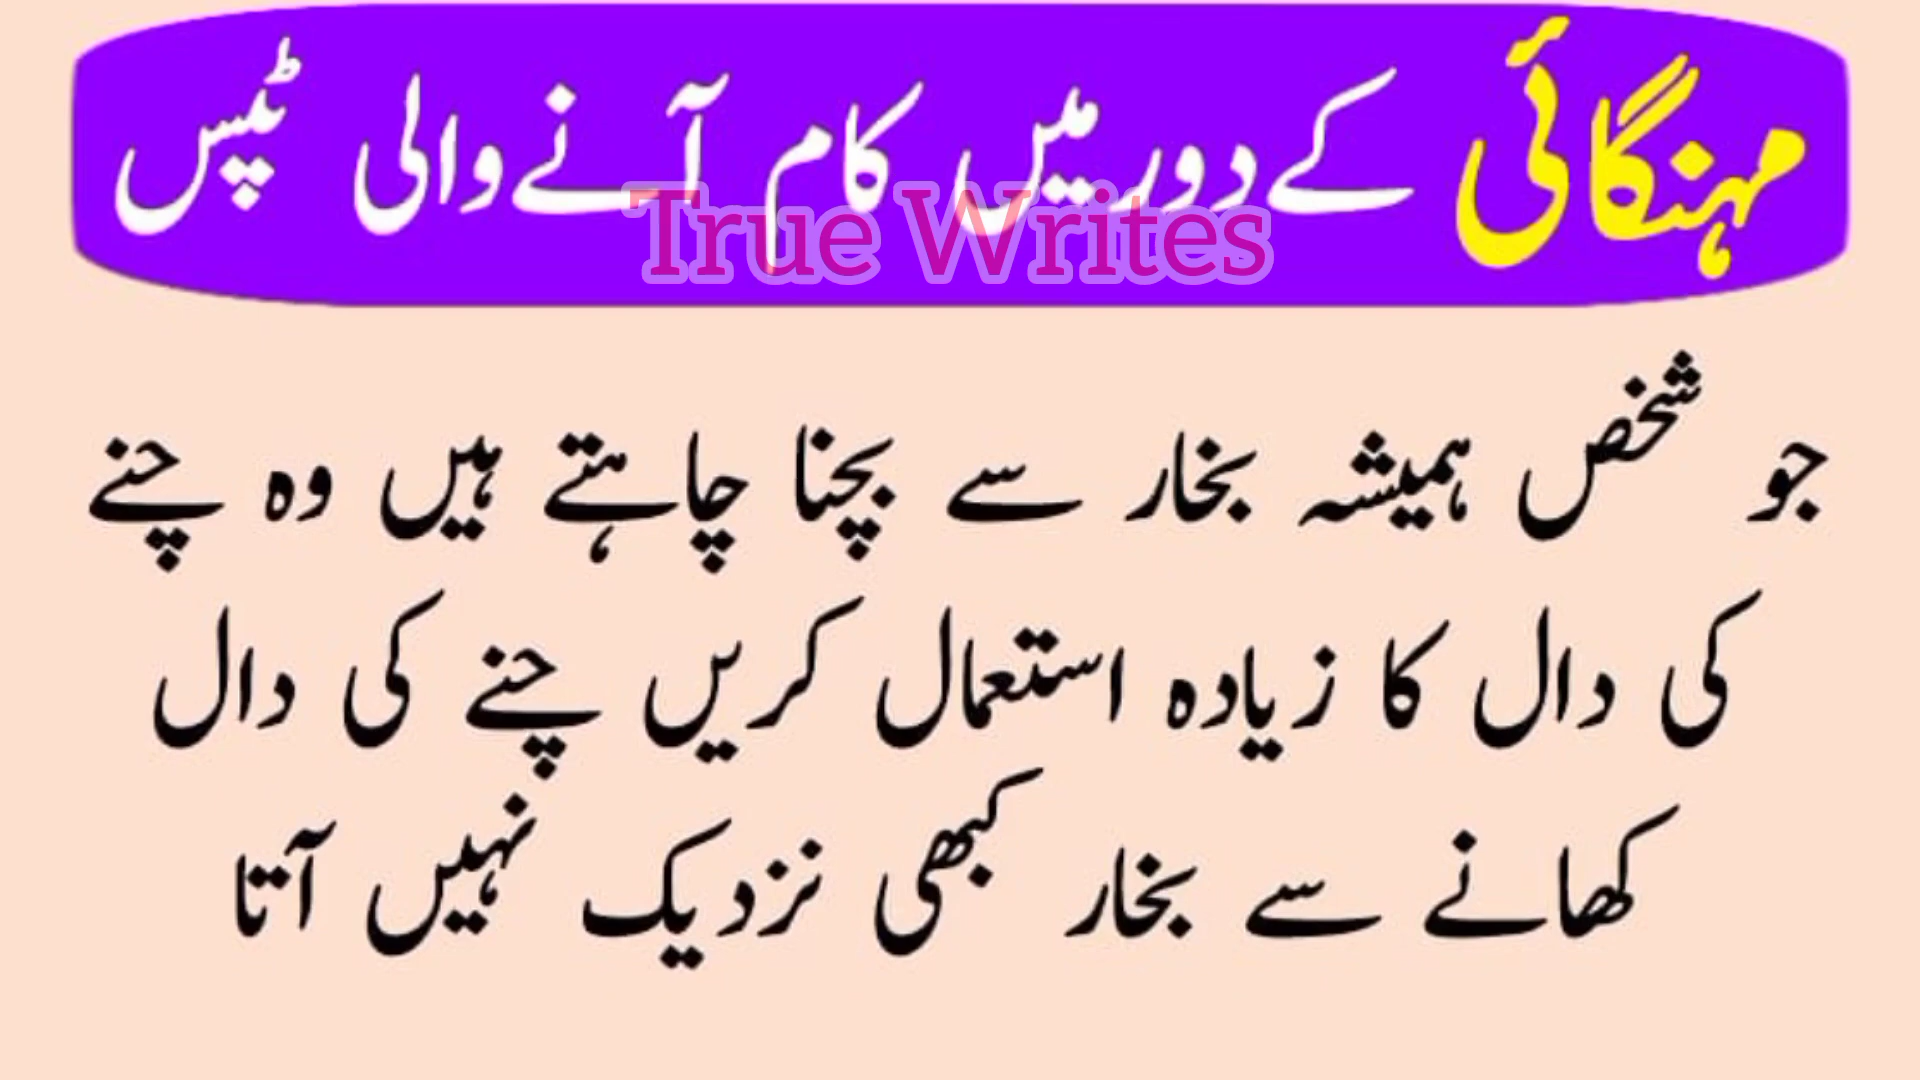 مہنگائی کے دور میں کام آنے والی ٹپس
True Writes
جو شخص ہمیشہ بخار سے بچنا چاہتے ہیں وہ چنے
کی دال کا زیادہ استعمال کریں چنے کی دال
کھانے سے بخار کبھی نزدیک نہیں آتا